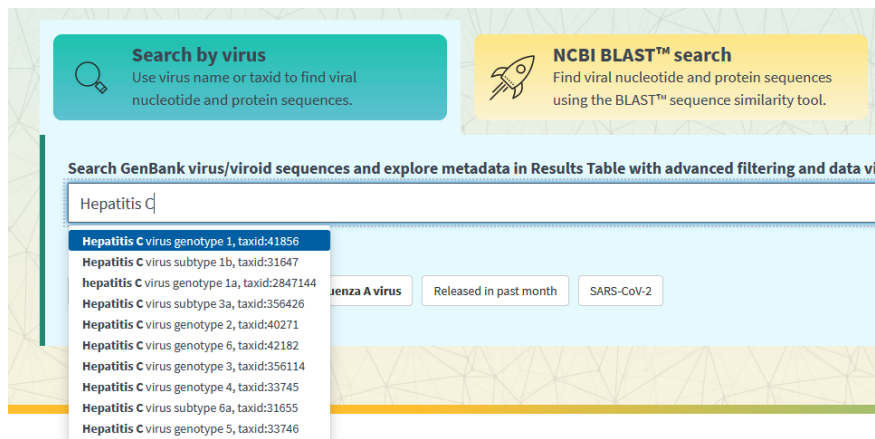 Search by virus
Use virus name or taxid to find viral
nucleotide and protein sequences.
NCBI BLAST™ search
Find viral nucleotide and protein sequences
using the BLAST™ sequence similarity tool.
Search GenBank virus/viroid sequences and explore metadata in Results Table with advanced filtering and data vi
Hepatitis C
Hepatitis C virus genotype 1, taxid:41856
Hepatitis C virus subtype 1b, taxid:31647
hepatitis C virus genotype 1a, taxid:2847144
Hepatitis C virus subtype 3a, taxid:356426
Hepatitis C virus genotype 2, taxid:40271
Hepatitis C virus genotype 6, taxid:42182
Hepatitis C virus genotype 3, taxid:356114
Hepatitis C virus genotype 4, taxid:33745
Hepatitis C virus subtype 6a, taxid:31655
Hepatitis C virus genotype 5, taxid:33746
uenza A virus
Released in past month
SARS-CoV-2